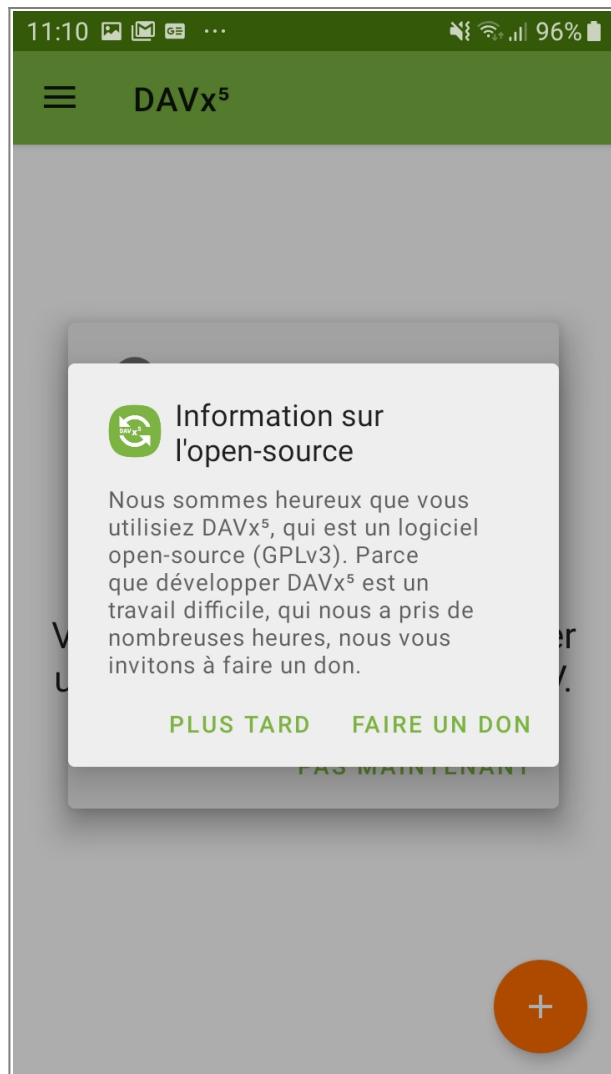 11:10 96%
DAVx⁵
Information sur
l'open-source
Nous sommes heureux que vous
utilisiez DAVx⁵, qui est un logiciel
open-source (GPLv3). Parce
que développer DAVx⁵ est un
travail difficile, qui nous a pris de
nombreuses heures, nous vous
invitons à faire un don.
PLUS TARD FAIRE UN DON
PAS MAINTENANT